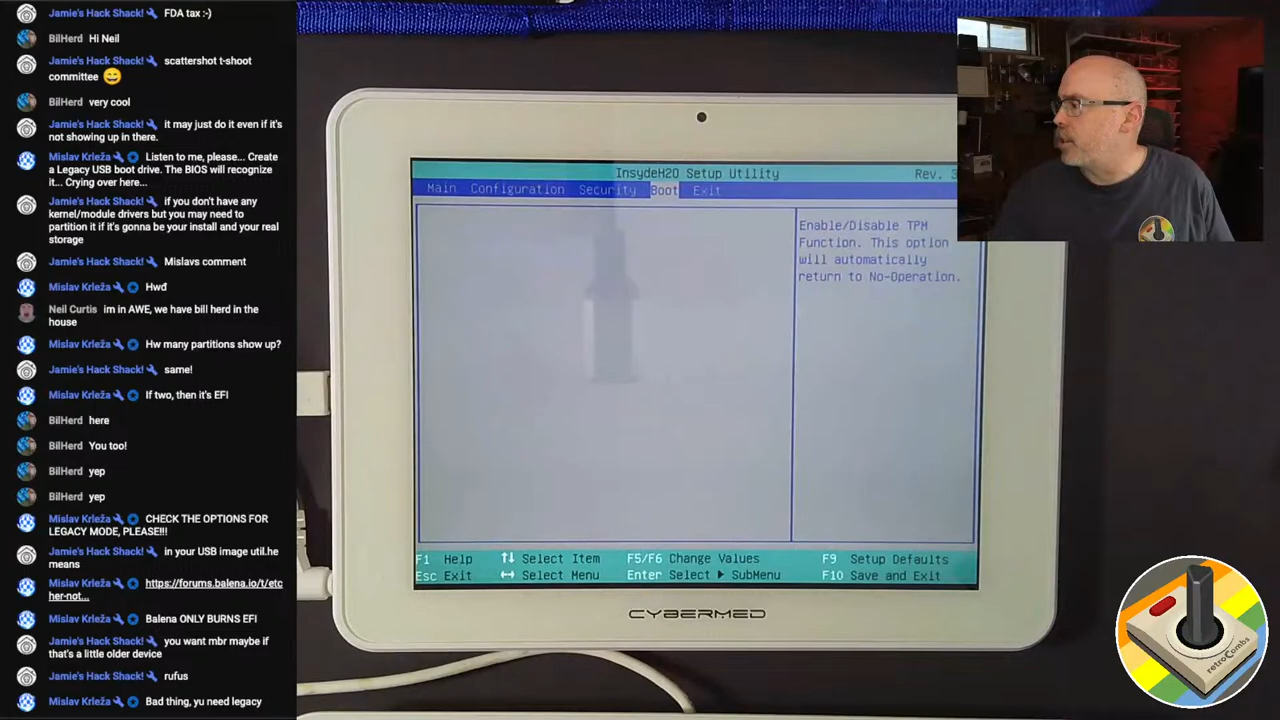 Jamie's Hack Shack! FDA tax :-)
BilHerd Hi Neil
Jamie's Hack Shack! scattershot t-shoot
committee
BilHerd very cool
Jamie's Hack Shack! it may just do it even if it's
not showing up in there.
Mislav Krleža Listen to me, please... Create
a Legacy USB boot drive. The BIOS will recognize
it... Crying over here...
Jamie's Hack Shack! if you don't have any
kernel/module drivers but you may need to
partition it if it's gonna be your install and your real
storage
Jamie's Hack Shack! Mislavs comment
Mislav Krleža Hwđ
Neil Curtis im in AWE, we have bill herd in the
house
Mislav Krleža Hw many partitions show up?
Jamie's Hack Shack! same!
Mislav Krleža If two, then it's EFI
BilHerd here
BilHerd You too!
BilHerd yep
BilHerd yep
Mislav Krleža CHECK THE OPTIONS FOR
LEGACY MODE, PLEASE!!!
Jamie's Hack Shack! in your USB image util.he
means
Mislav Krleža https://forums.balena.io/t/etc
her-not...
Mislav Krleža Balena ONLY BURNS EFI
Jamie's Hack Shack! you want mbr maybe if
that's a little older device
Jamie's Hack Shack! rufus
Mislav Krleža Bad thing, yu need legacy
InsydeH2O Setup Utility Rev. 3
Main Configuration Security Boot Exit
Enable/Disable TPM
Function. This option
will automatically
return to No-Operation.
F1 Help ↑↓ Select Item F5/F6 Change Values F9 Setup Defaults
Esc Exit ↔ Select Menu Enter Select ▶ SubMenu F10 Save and Exit
CYBERMED
retroCombs